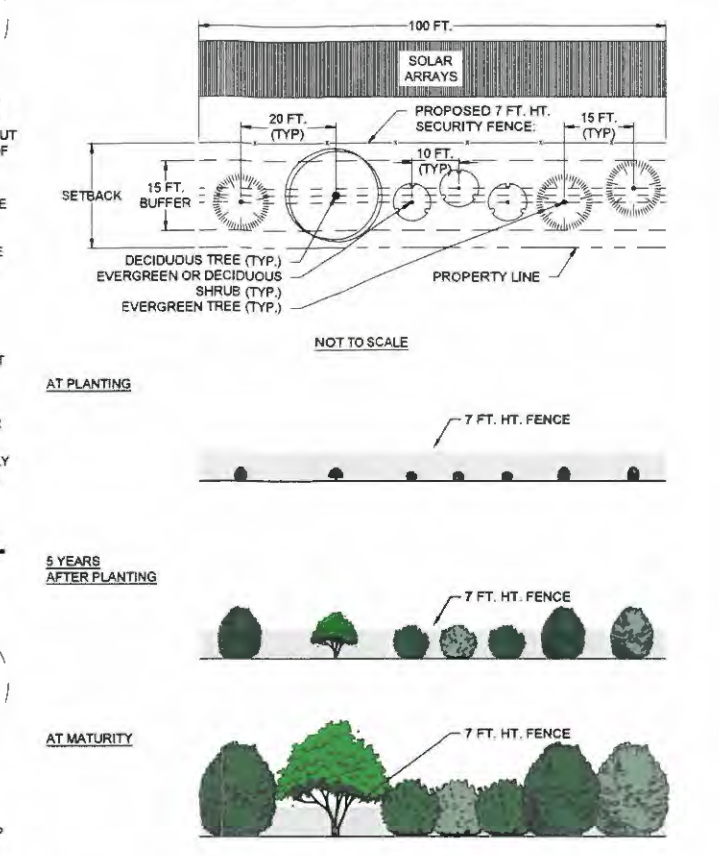 100 FT.
SOLAR
ARRAYS
PROPOSED 7 FT. HT.
SECURITY FENCE:
20 FT.
(TYP)
15 FT.
(TYP)
10 FT.
(TYP)
SETBACK
15 FT.
BUFFER
DECIDUOUS TREE (TYP.)
EVERGREEN OR DECIDUOUS
SHRUB (TYP.)
EVERGREEN TREE (TYP.)
PROPERTY LINE
NOT TO SCALE
AT PLANTING
7 FT. HT. FENCE
5 YEARS
AFTER PLANTING
7 FT. HT. FENCE
AT MATURITY
7 FT. HT. FENCE